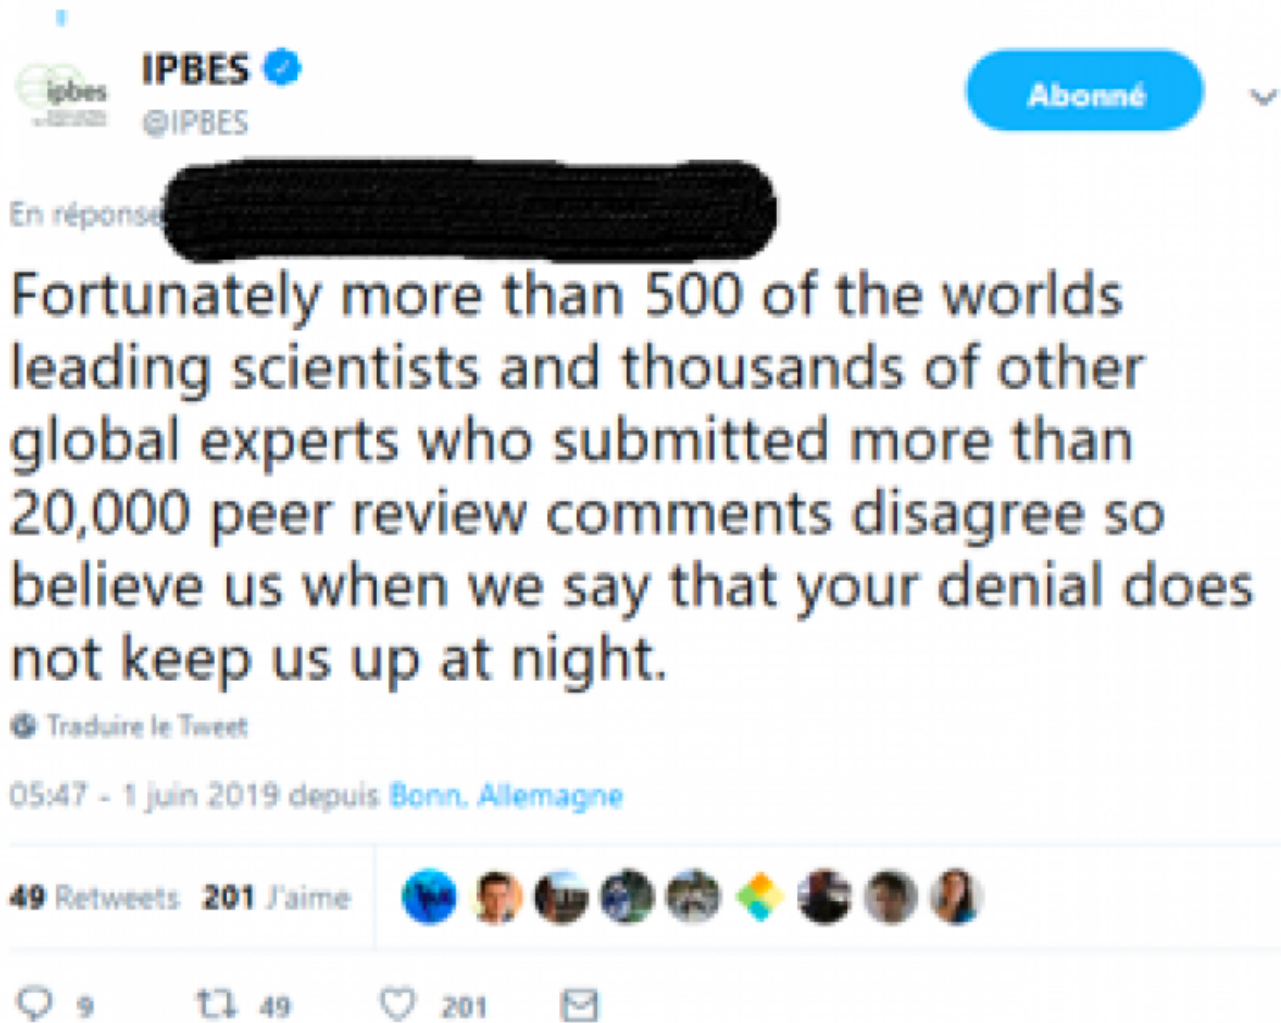 ipbes
IPBES
@IPBES
Abonné
En réponse
Fortunately more than 500 of the worlds
leading scientists and thousands of other
global experts who submitted more than
20,000 peer review comments disagree so
believe us when we say that your denial does
not keep us up at night.
Traduire le Tweet
05:47 - 1 juin 2019 depuis Bonn, Allemagne
49 Retweets 201 J'aime
9 49 201